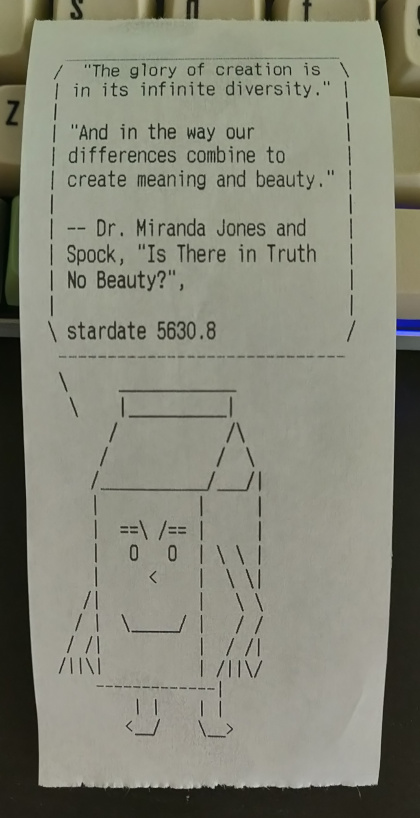 S
f
Z
"The glory of creation is
in its infinite diversity."
"And in the way our
differences combine to
create meaning and beauty."
-- Dr. Miranda Jones and
Spock, "Is There in Truth
No Beauty?",
stardate 5630.8